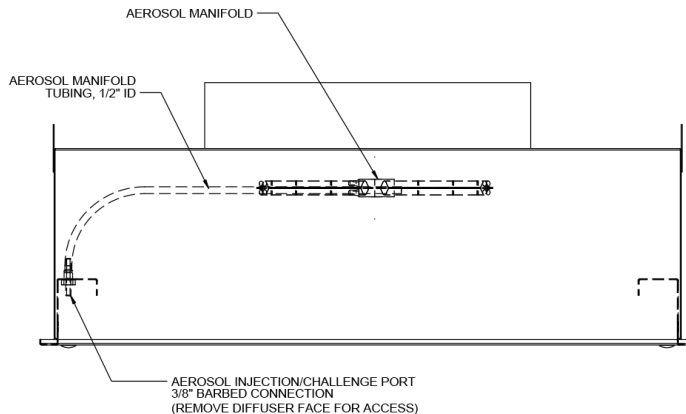 AEROSOL MANIFOLD
AEROSOL MANIFOLD
TUBING, 1/2" ID
AEROSOL INJECTION/CHALLENGE PORT
3/8" BARBED CONNECTION
(REMOVE DIFFUSER FACE FOR ACCESS)